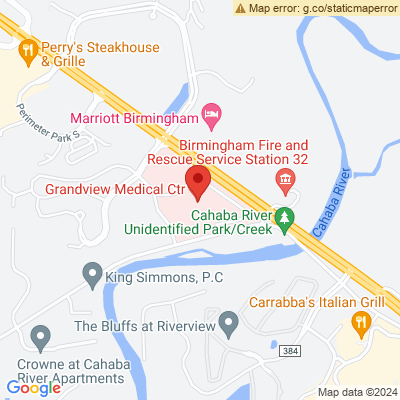 Map error: g.co/staticmaperror
Perry's Steakhouse
& Grille
Perimeter Park S
Marriott Birmingham
Birmingham Fire and
Rescue Service Station 32
Cahaba River
Grandview Medical Ctr
Cahaba River
Unidentified Park/Creek
King Simmons, P.C
Carrabba's Italian Grill
The Bluffs at Riverview
384
Crowne at Cahaba
River Apartments
Google
Map data ©2024